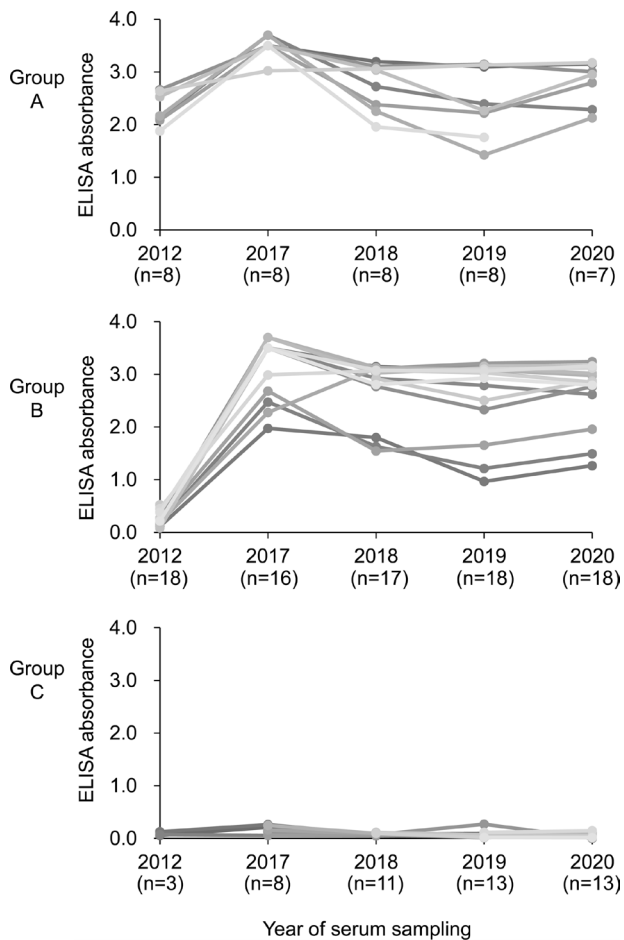 Group
A
ELISA absorbance
4.0
3.0
2.0
1.0
0.0
2012 2017 2018 2019 2020
(n=8) (n=8) (n=8) (n=8) (n=7)
Group
B
ELISA absorbance
4.0
3.0
2.0
1.0
0.0
2012 2017 2018 2019 2020
(n=18) (n=16) (n=17) (n=18) (n=18)
Group
C
ELISA absorbance
4.0
3.0
2.0
1.0
0.0
2012 2017 2018 2019 2020
(n=3) (n=8) (n=11) (n=13) (n=13)
Year of serum sampling